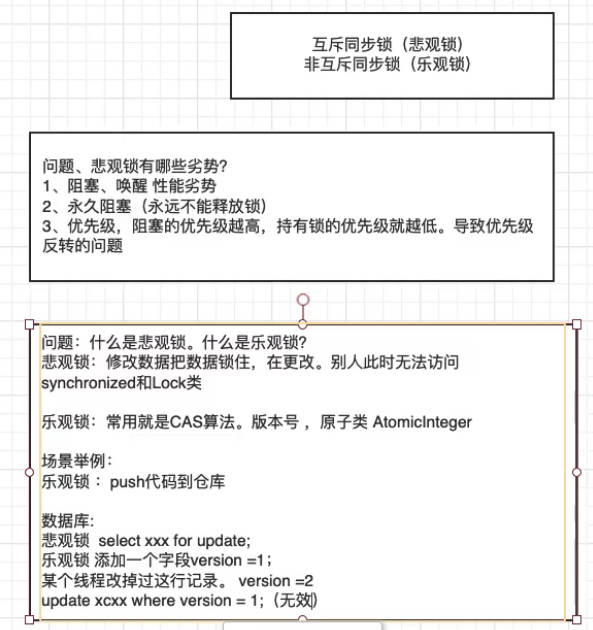 互斥同步锁（悲观锁）
非互斥同步锁（乐观锁）
问题、悲观锁有哪些劣势？
1、阻塞、唤醒 性能劣势
2、永久阻塞（永远不能释放锁）
3、优先级，阻塞的优先级越高，持有锁的优先级就越低。导致优先级
反转的问题
问题：什么是悲观锁。什么是乐观锁？
悲观锁：修改数据把数据锁住，在更改。别人此时无法访问
synchronized和Lock类
乐观锁：常用就是CAS算法。版本号 ，原子类 AtomicInteger
场景举例：
乐观锁 ：push代码到仓库
数据库:
悲观锁  select xxx for update;
乐观锁 添加一个字段version =1；
某个线程改掉过这行记录。 version =2
update xcxx where version = 1;（无效）